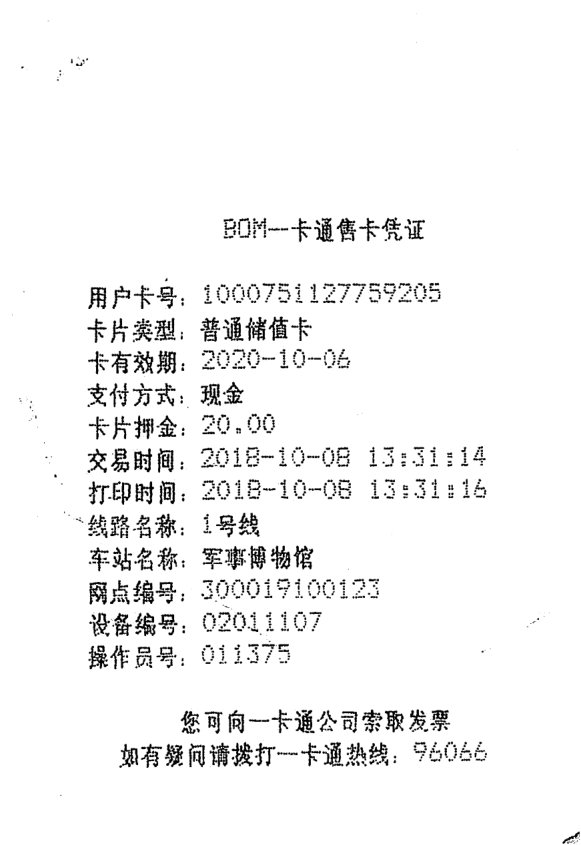 BOM一卡通售卡凭证
用户卡号: 1000751127759205
卡片类型: 普通储值卡
卡有效期: 2020-10-06
支付方式: 现金
卡片押金: 20.00
交易时间: 2018-10-08 13:31:14
打印时间: 2018-10-08 13:31:16
线路名称: 1号线
车站名称: 军事博物馆
网点编号: 300019100123
设备编号: 02011107
操作员号: 011375
您可向一卡通公司索取发票
如有疑问请拨打一卡通热线: 96066